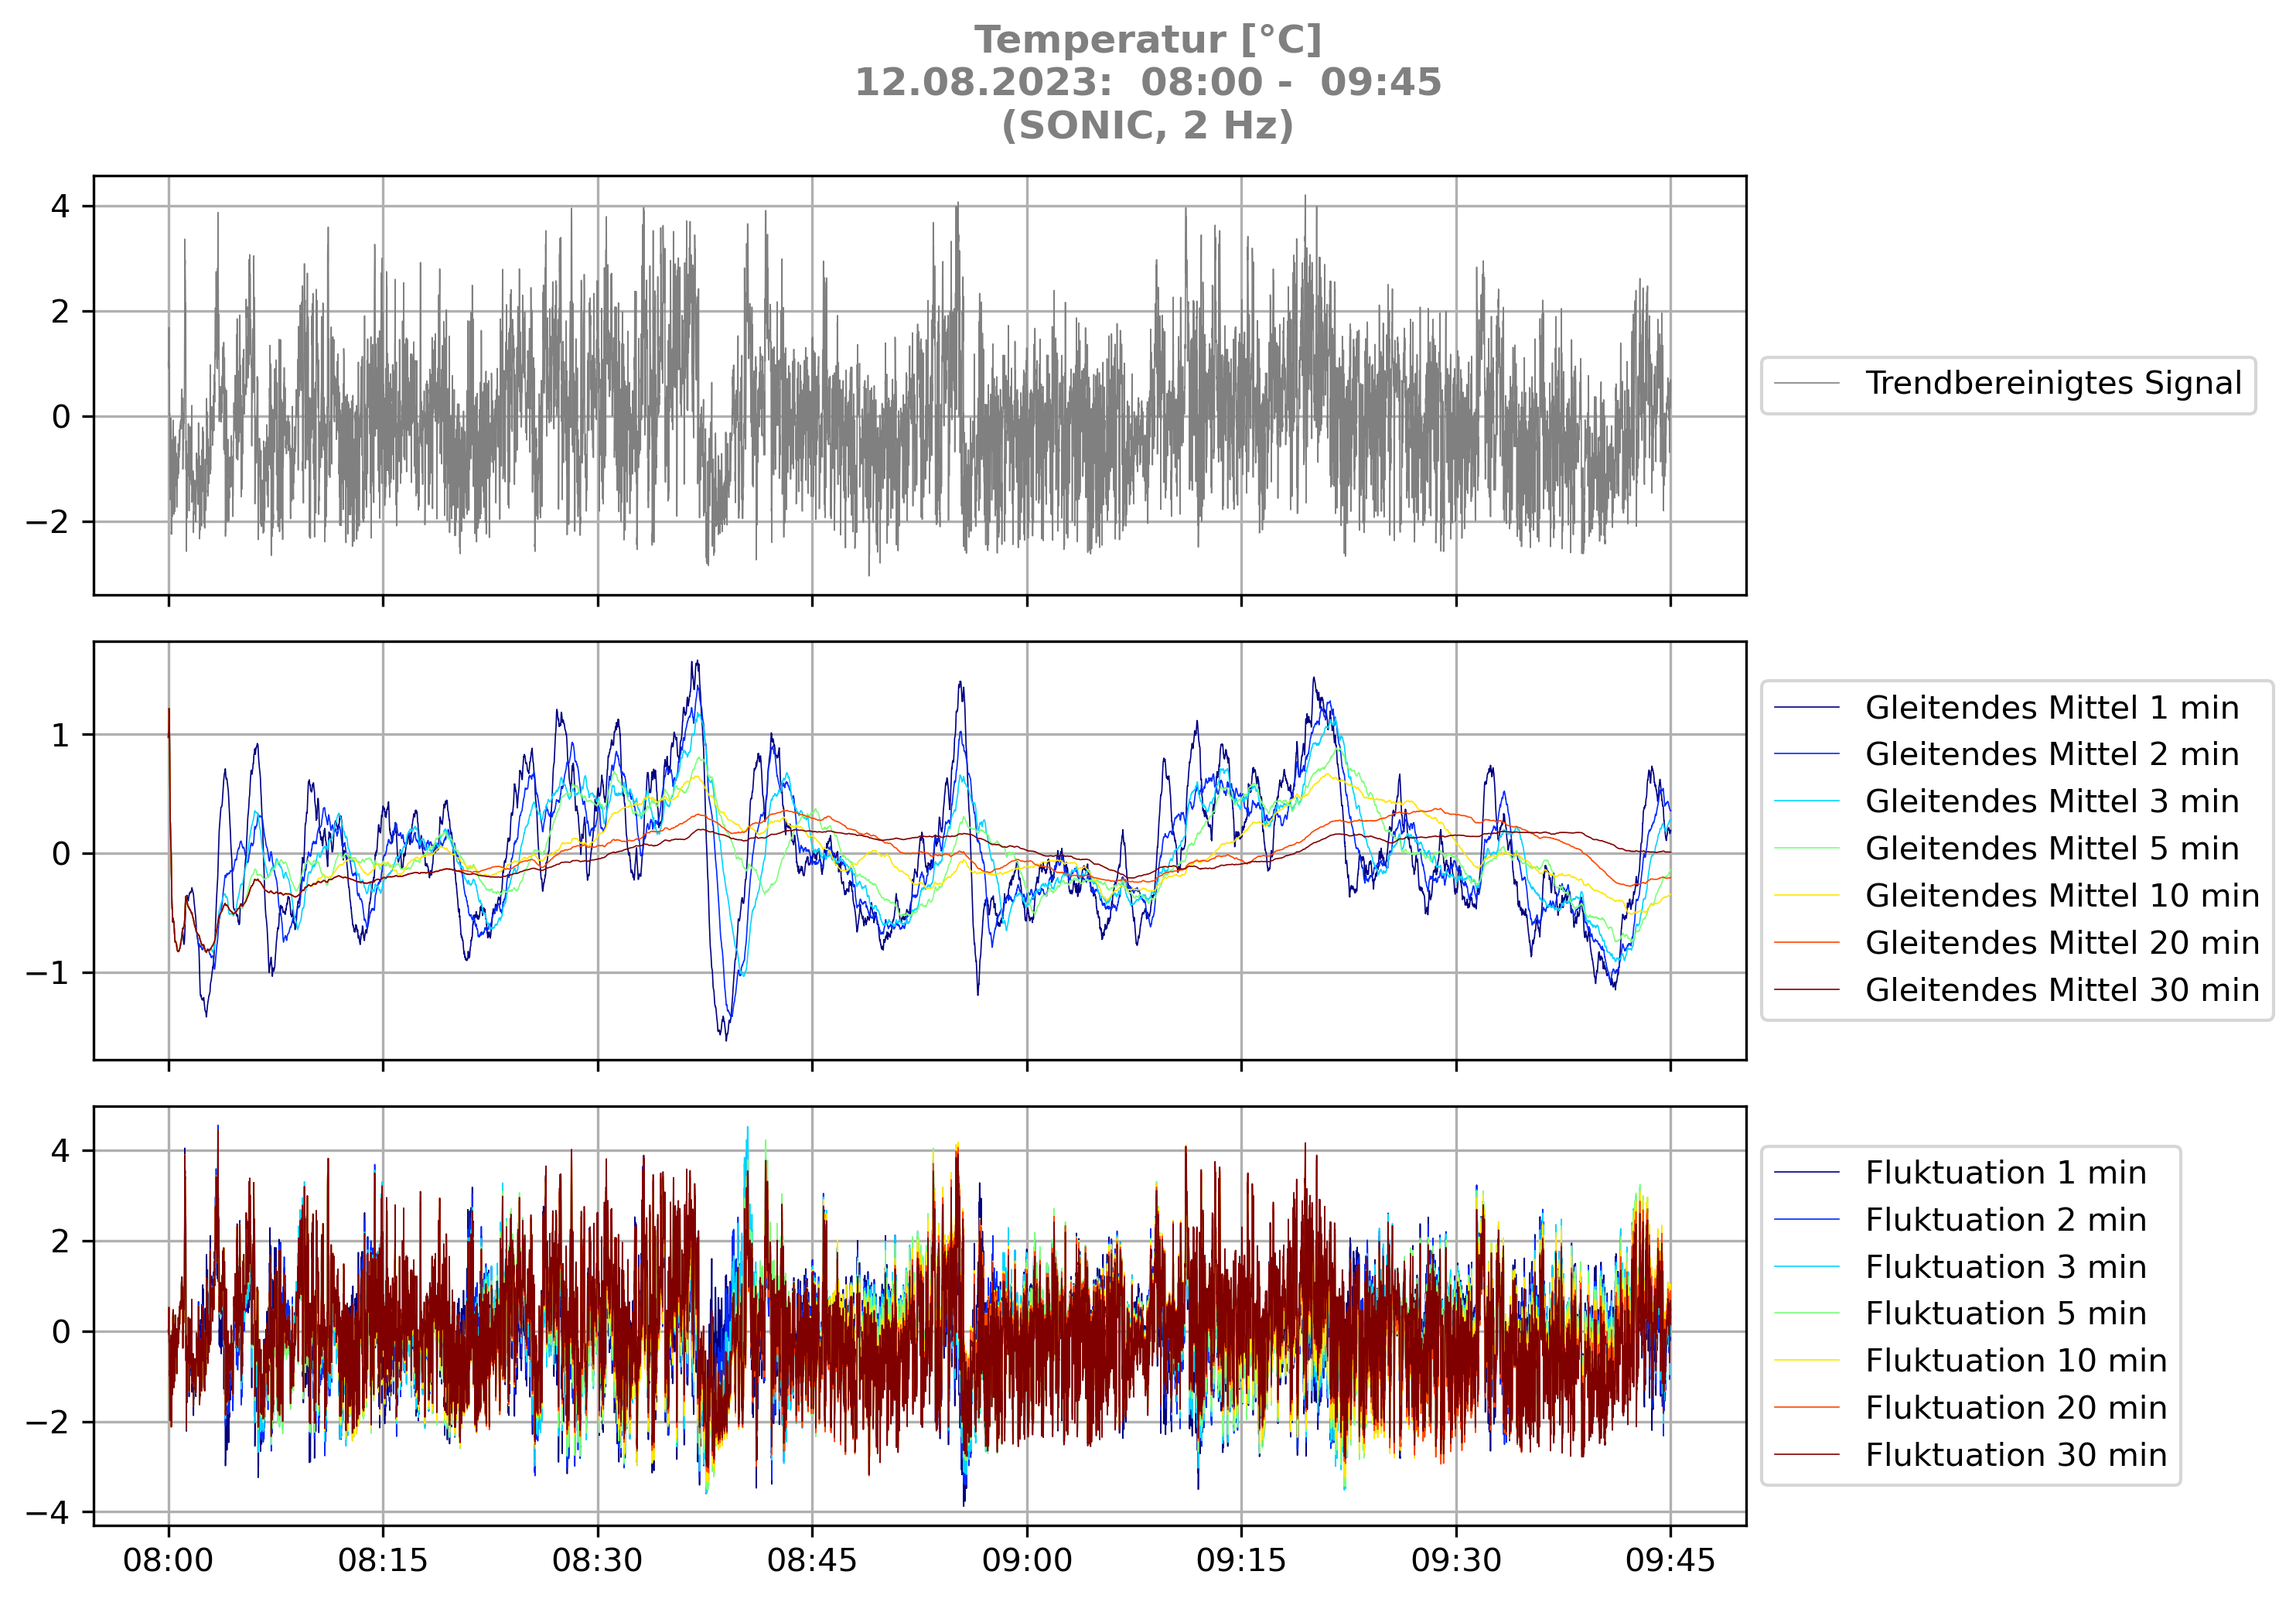 Temperatur [°C]
12.08.2023:  08:00 -  09:45
(SONIC, 2 Hz)
4
2
0
−2
Trendbereinigtes Signal
1
0
−1
Gleitendes Mittel 1 min
Gleitendes Mittel 2 min
Gleitendes Mittel 3 min
Gleitendes Mittel 5 min
Gleitendes Mittel 10 min
Gleitendes Mittel 20 min
Gleitendes Mittel 30 min
4
2
0
−2
−4
Fluktuation 1 min
Fluktuation 2 min
Fluktuation 3 min
Fluktuation 5 min
Fluktuation 10 min
Fluktuation 20 min
Fluktuation 30 min
08:00 08:15 08:30 08:45 09:00 09:15 09:30 09:45